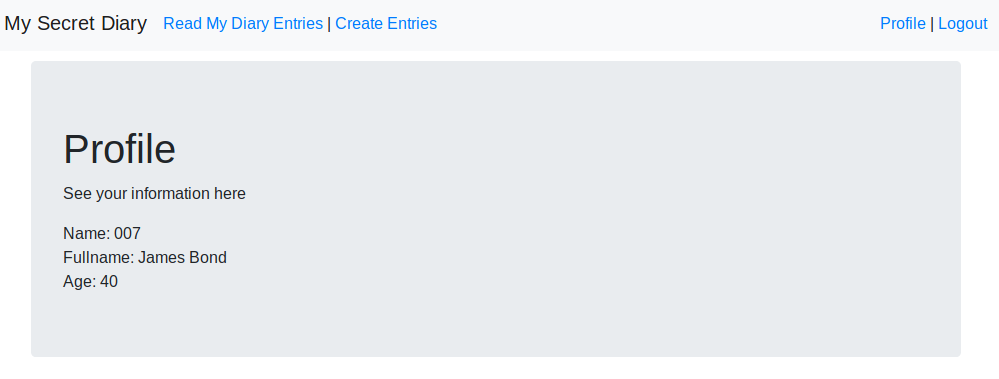 My Secret Diary Read My Diary Entries | Create Entries Profile | Logout
Profile
See your information here
Name: 007
Fullname: James Bond
Age: 40